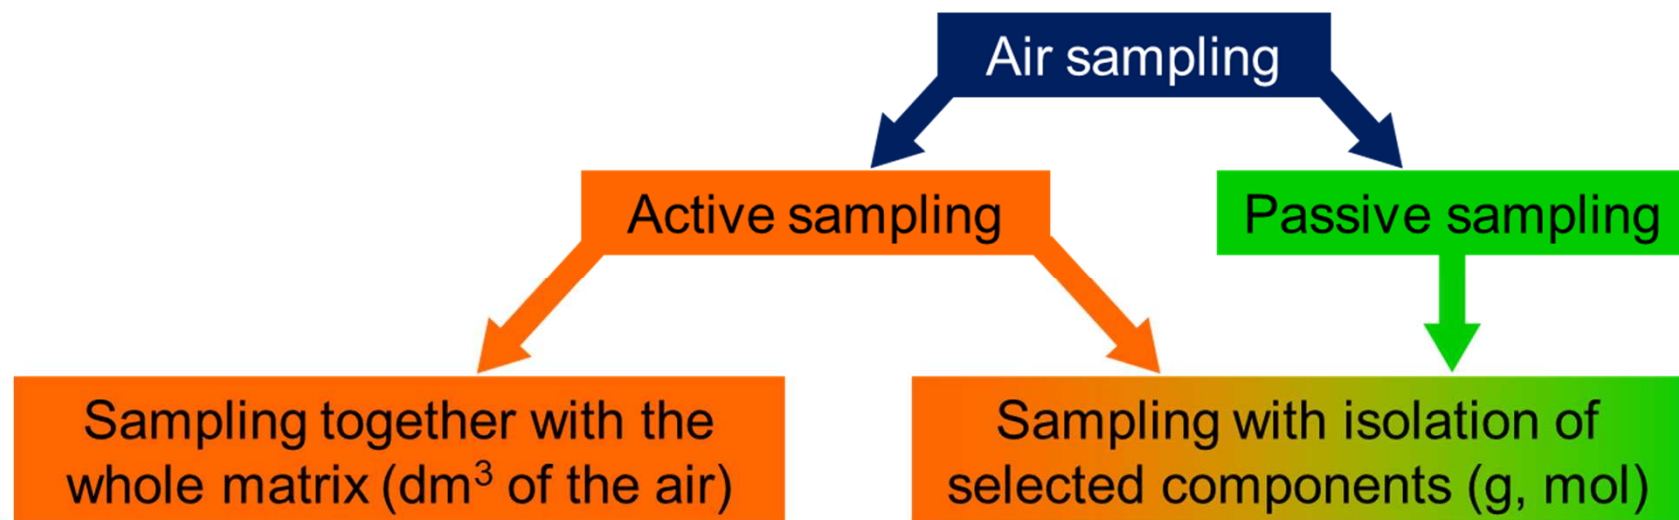 Air sampling
Active sampling
Passive sampling
Sampling together with the
whole matrix (dm³ of the air)
Sampling with isolation of
selected components (g, mol)